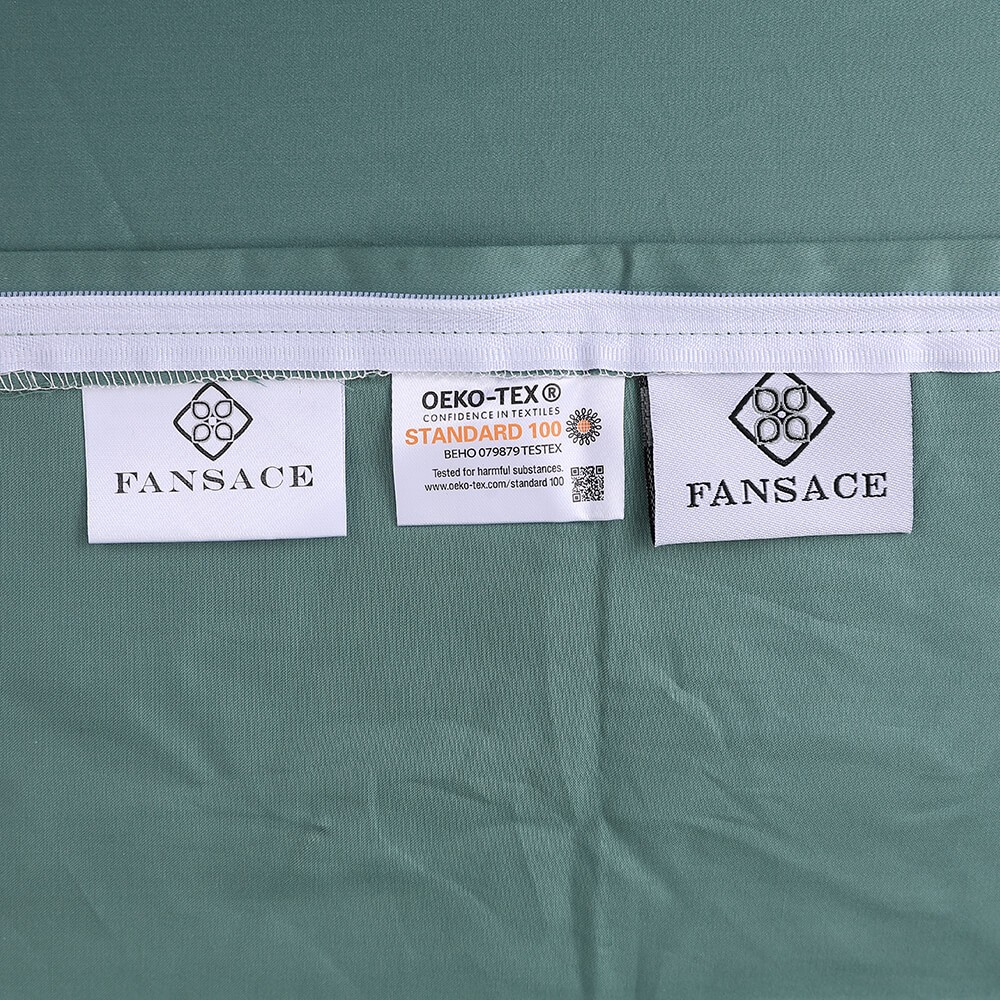 FANSACE
OEKO-TEX®
CONFIDENCE IN TEXTILES
STANDARD 100
BEHO 079879 TESTEX
Tested for harmful substances.
www.oeko-tex.com/standard 100
FANSACE